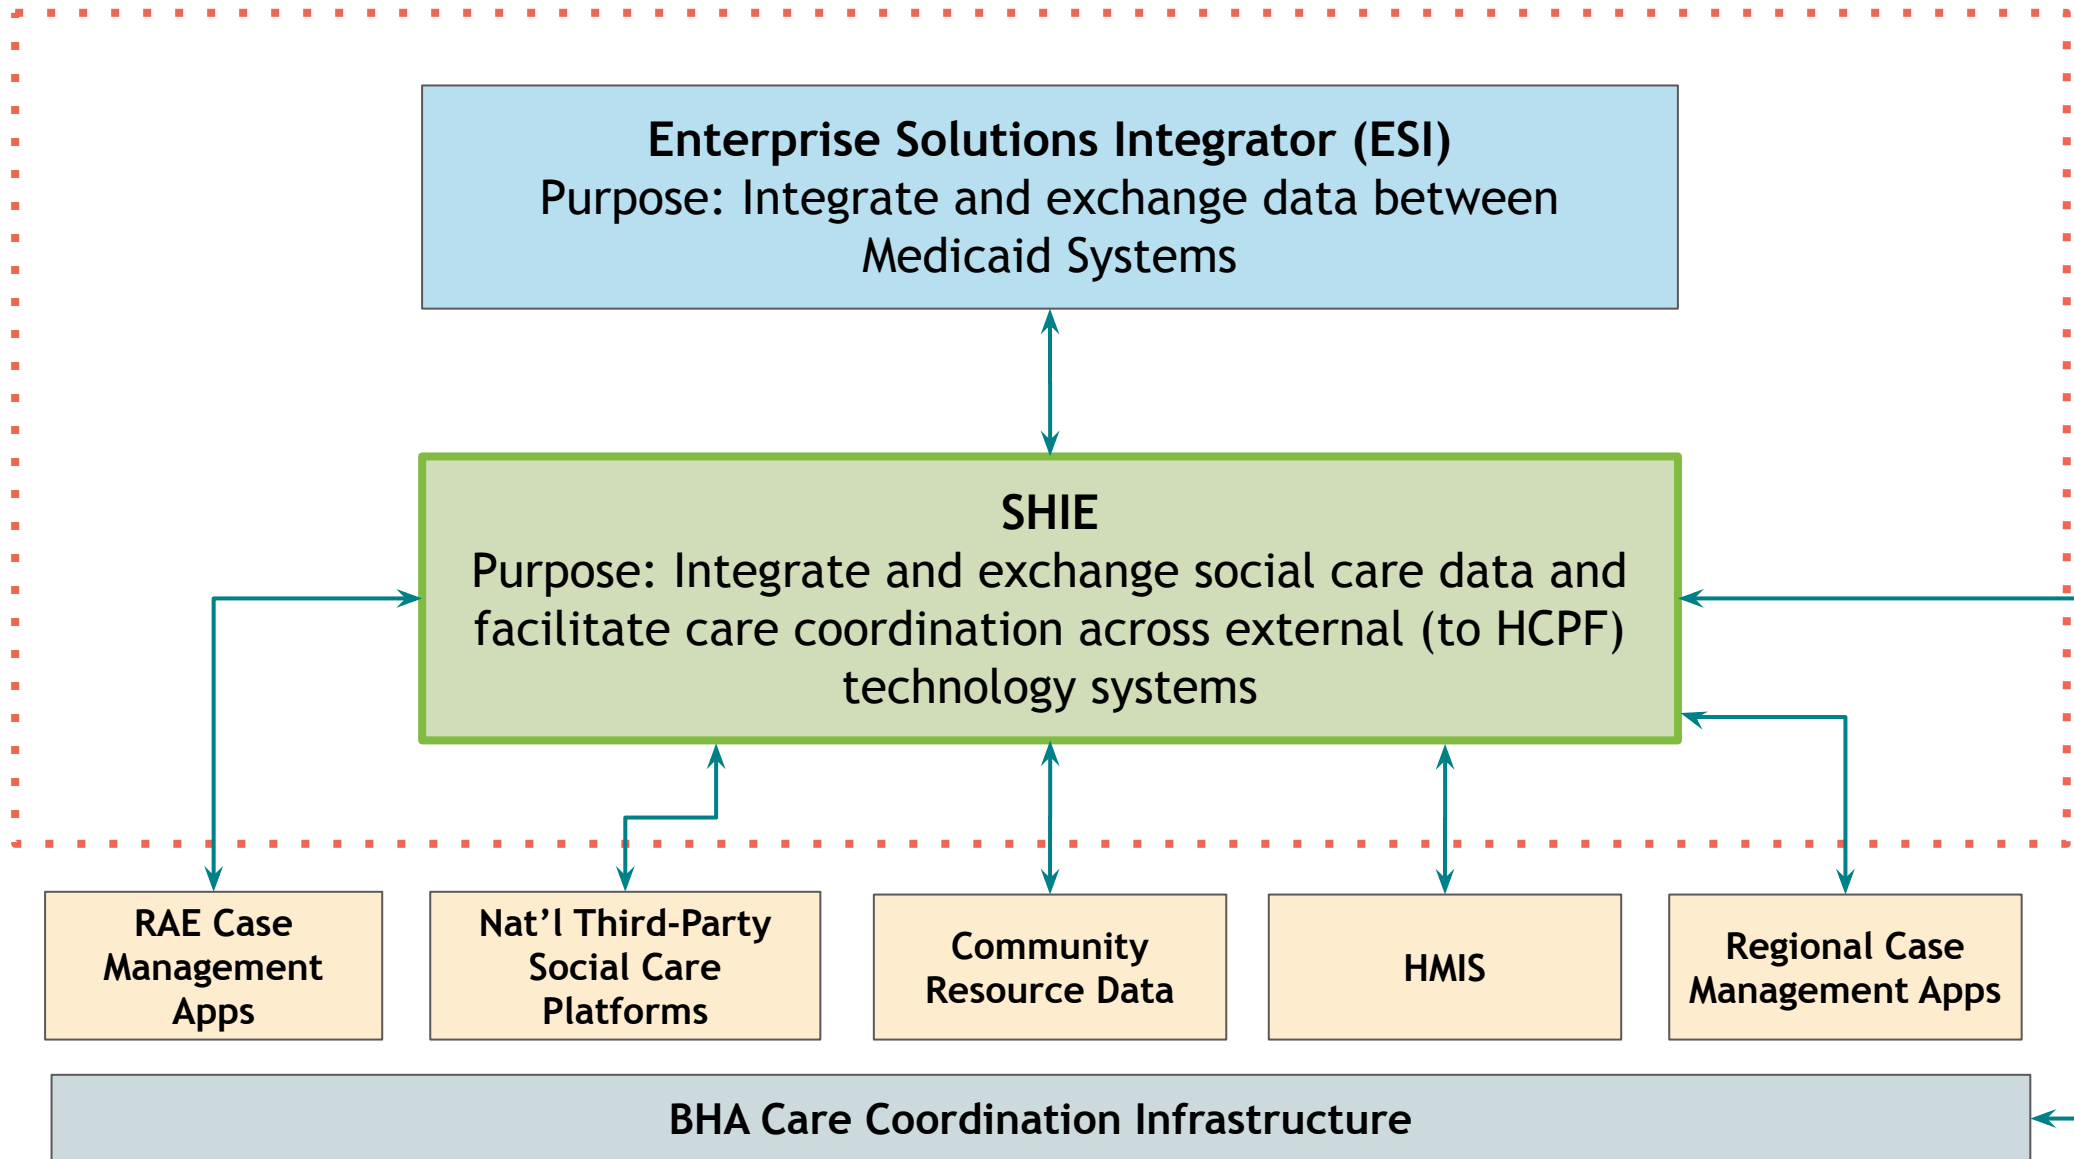 Enterprise Solutions Integrator (ESI)
Purpose: Integrate and exchange data between
Medicaid Systems
SHIE
Purpose: Integrate and exchange social care data and
facilitate care coordination across external (to HCPF)
technology systems
RAE Case
Management
Apps
Nat’l Third-Party
Social Care
Platforms
Community
Resource Data
HMIS
Regional Case
Management Apps
BHA Care Coordination Infrastructure